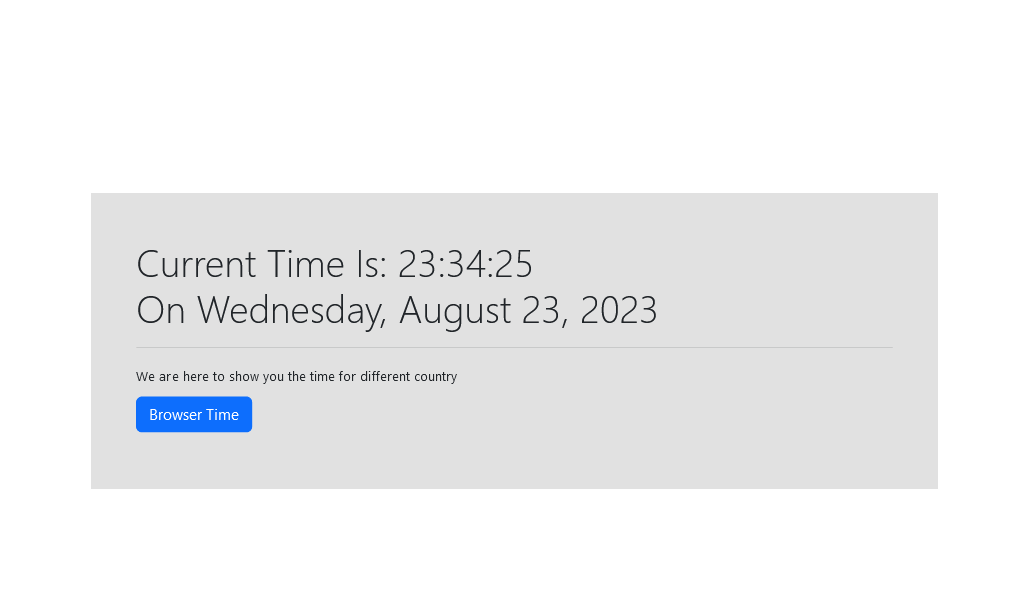 Current Time Is: 23:34:25
On Wednesday, August 23, 2023
We are here to show you the time for different country
Browser Time